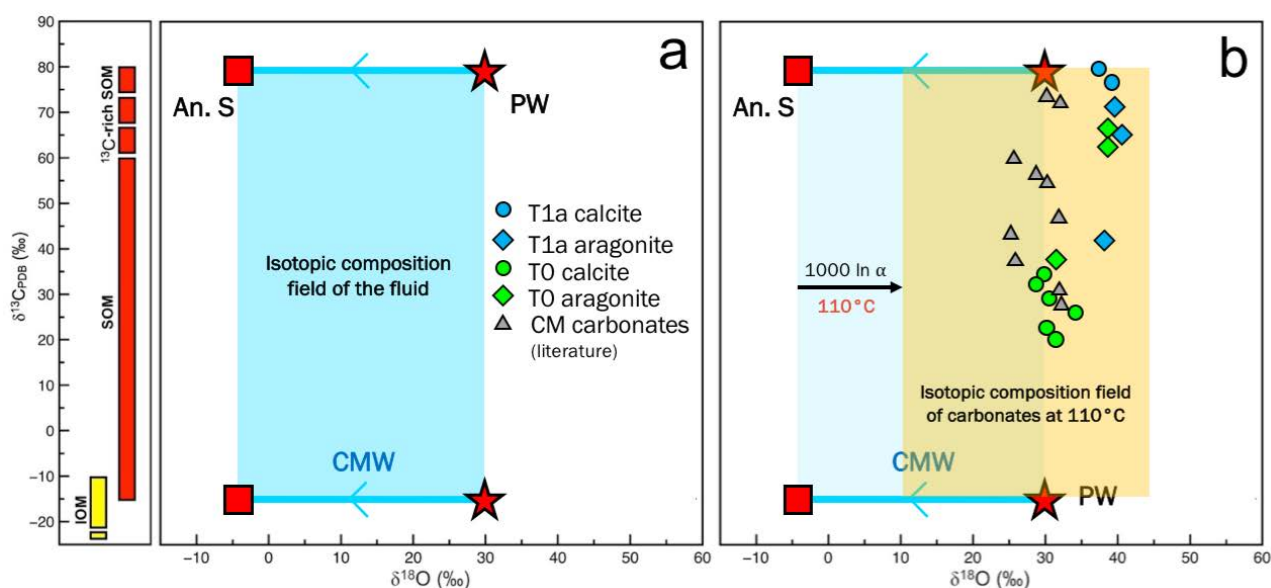 90
80
70
60
50
40
30
20
10
0
−10
−20
δ¹³C_PDB (‰)
¹³C-rich SOM
SOM
IOM
a
An. S
PW
Isotopic composition
field of the fluid
CMW
T1a calcite
T1a aragonite
T0 calcite
T0 aragonite
CM carbonates
(literature)
−10 0 10 20 30 40 50 60
δ¹⁸O (‰)
b
An. S
1000 ln α
110°C
Isotopic composition field
of carbonates at 110°C
CMW
PW
−10 0 10 20 30 40 50 60
δ¹⁸O (‰)